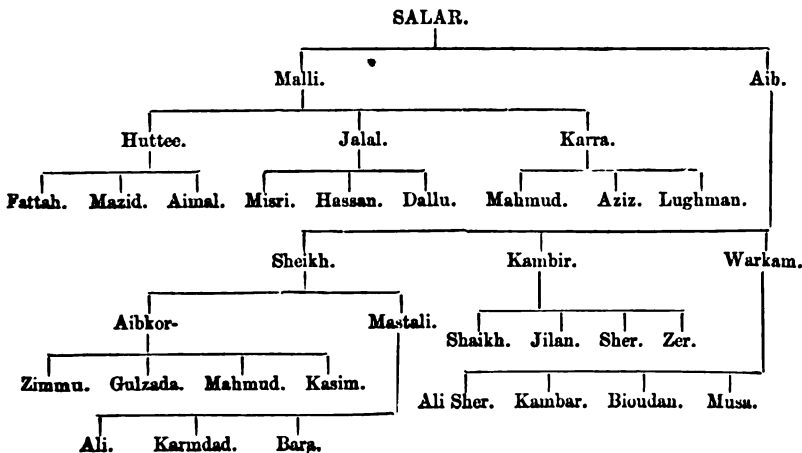 SALAR.
Malli. Aib.
Huttee. Jalal. Karra.
Fattah. Mazid. Aimal. Misri. Hassan. Dallu. Mahmud. Aziz. Lughman.
Sheikh. Kambir. Warkam.
Aibkor- Mastali.
Shaikh. Jilan. Sher. Zer.
Zimmu. Gulzada. Mahmud. Kasim.
Ali Sher. Kambar. Bioudan. Musa.
Ali. Karmdad. Bara.